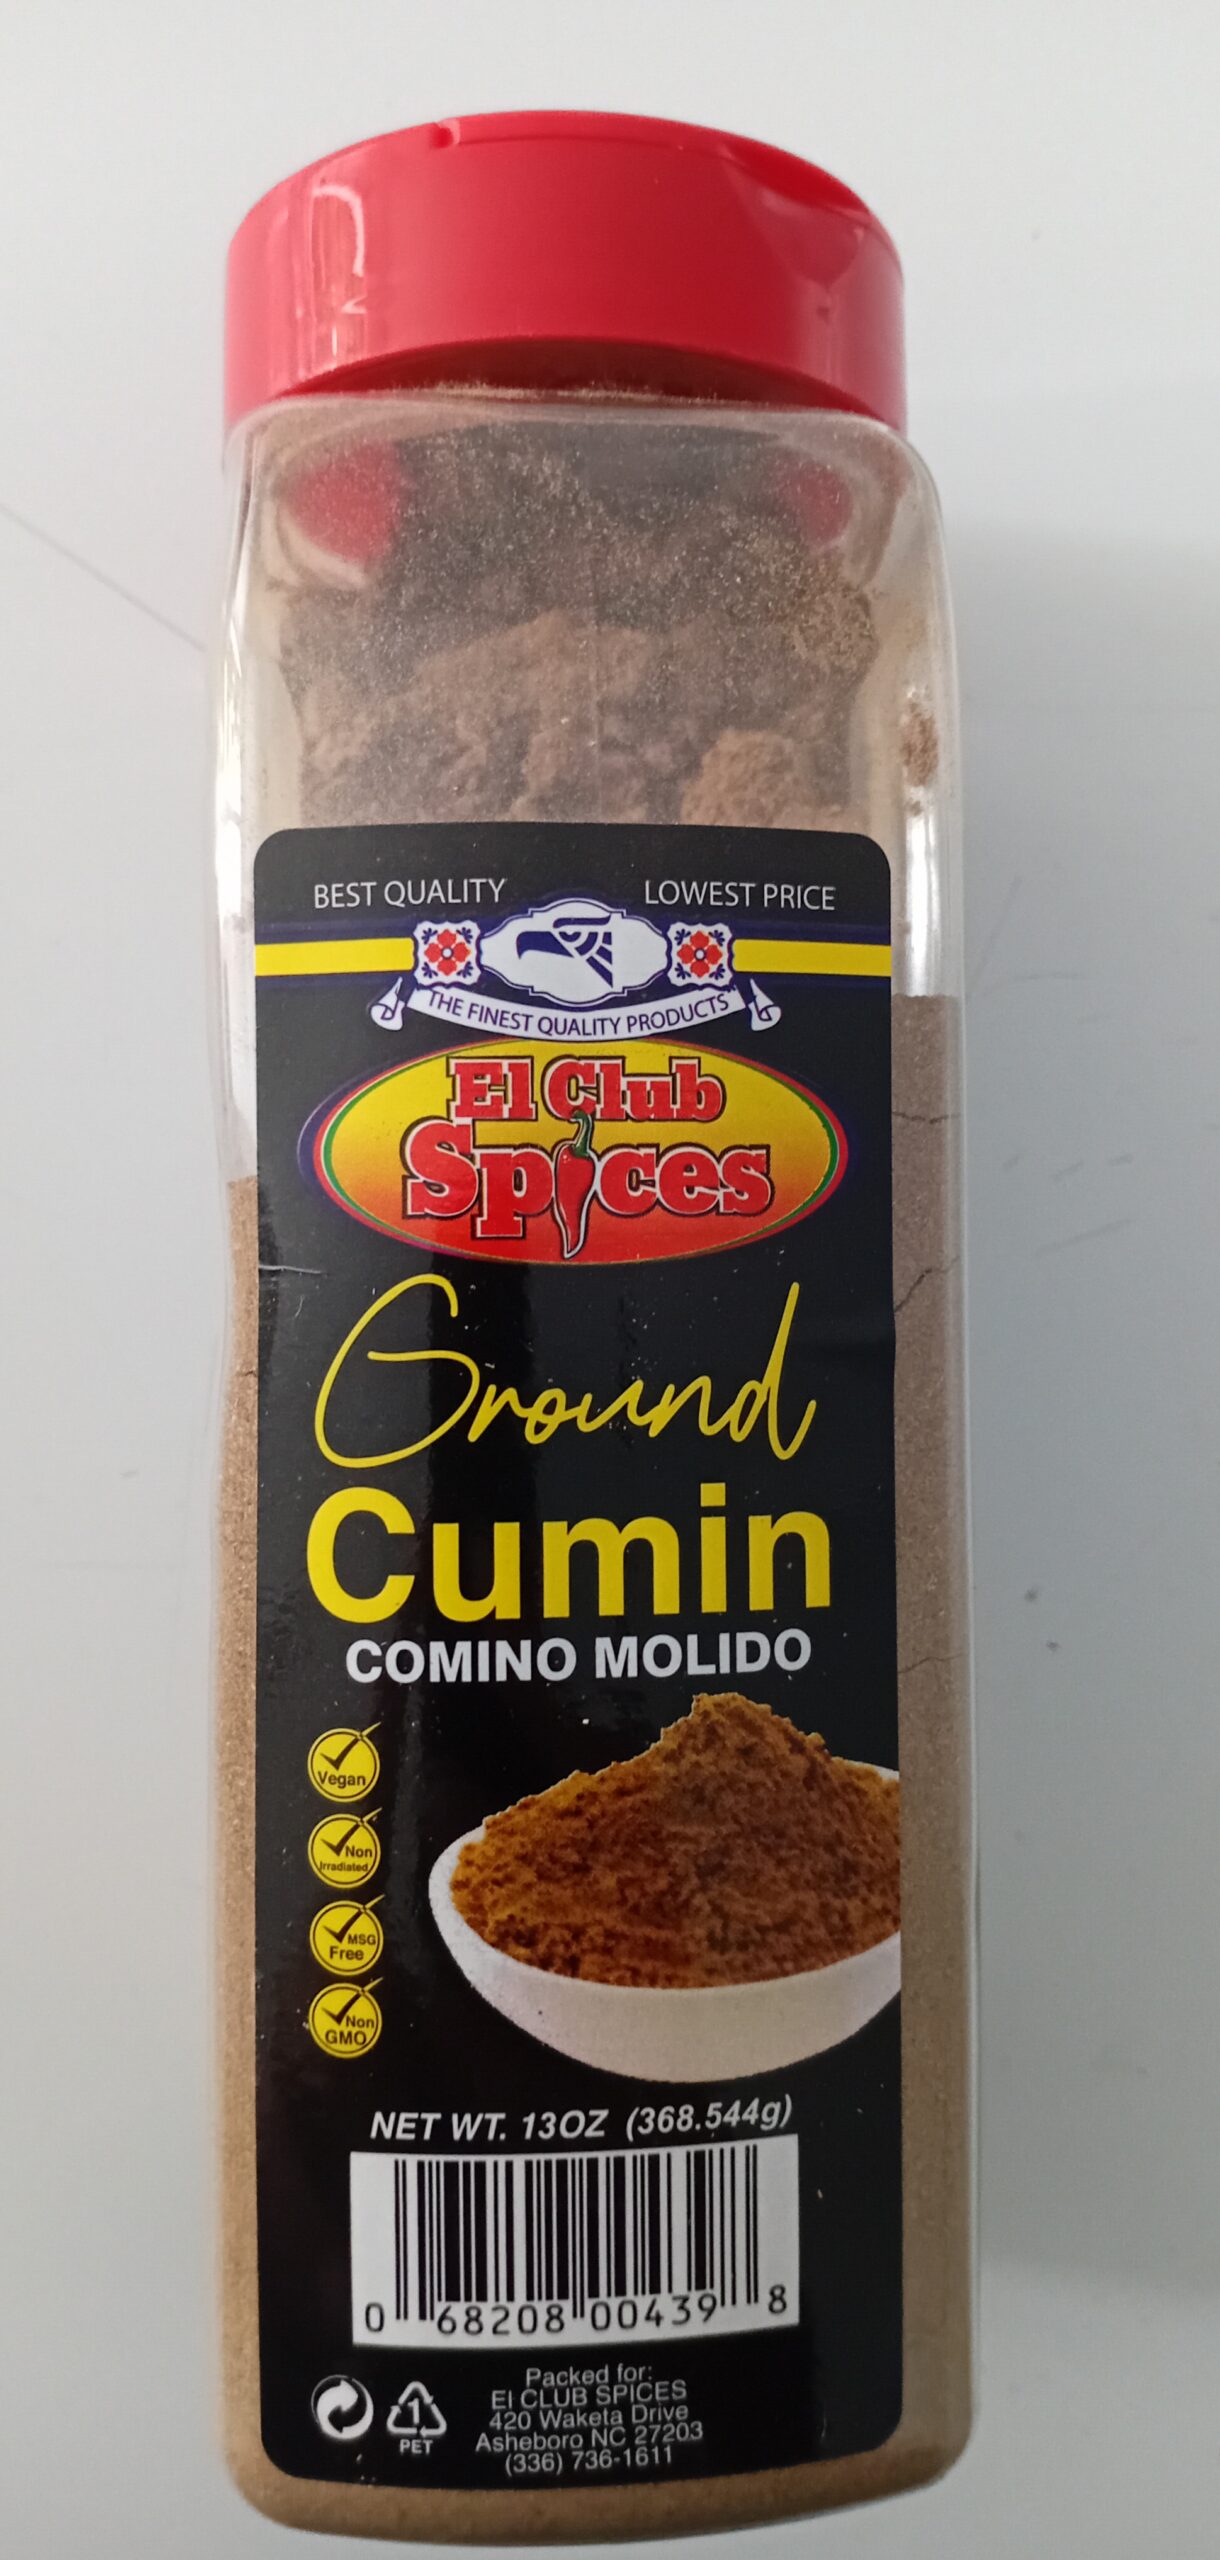 BEST QUALITY LOWEST PRICE
THE FINEST QUALITY PRODUCTS
El Club
Spices
Ground
Cumin
COMINO MOLIDO
Vegan
Non
Irradiated
MSG
Free
Non
GMO
NET WT. 13OZ (368.544g)
0 68208 00439 8
Packed for:
El CLUB SPICES
420 Waketa Drive
Asheboro NC 27203
(336) 736-1611
1
PET